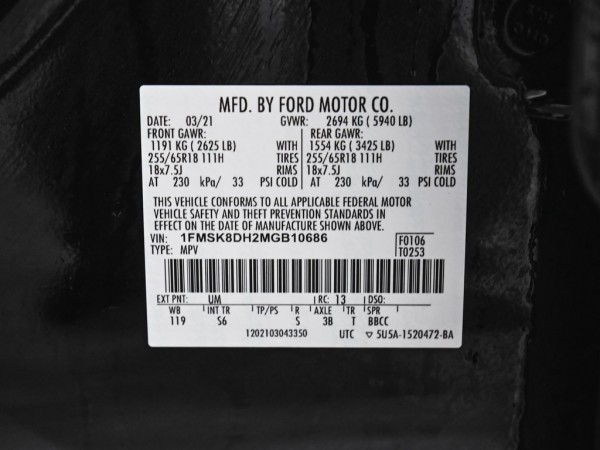 MFD. BY FORD MOTOR CO.
DATE: 03/21 GVWR: 2694 KG ( 5940 LB)
FRONT GAWR: REAR GAWR:
1191 KG ( 2625 LB) WITH 1554 KG ( 3425 LB) WITH
255/65R18 111H TIRES 255/65R18 111H TIRES
18x7.5J RIMS 18x7.5J RIMS
AT 230 kPa/ 33 PSI COLD AT 230 kPa/ 33 PSI COLD
THIS VEHICLE CONFORMS TO ALL APPLICABLE FEDERAL MOTOR
VEHICLE SAFETY AND THEFT PREVENTION STANDARDS IN
EFFECT ON THE DATE OF MANUFACTURE SHOWN ABOVE.
VIN: 1FMSK8DH2MGB10686 F0106
TYPE: MPV T0253
EXT PNT: UM RC: 13 DSO:
WB INT TR TP/PS R AXLE TR SPR
119 S6 S 3B T BBCC
1202103043350 UTC ▽ 5U5A-1520472-BA